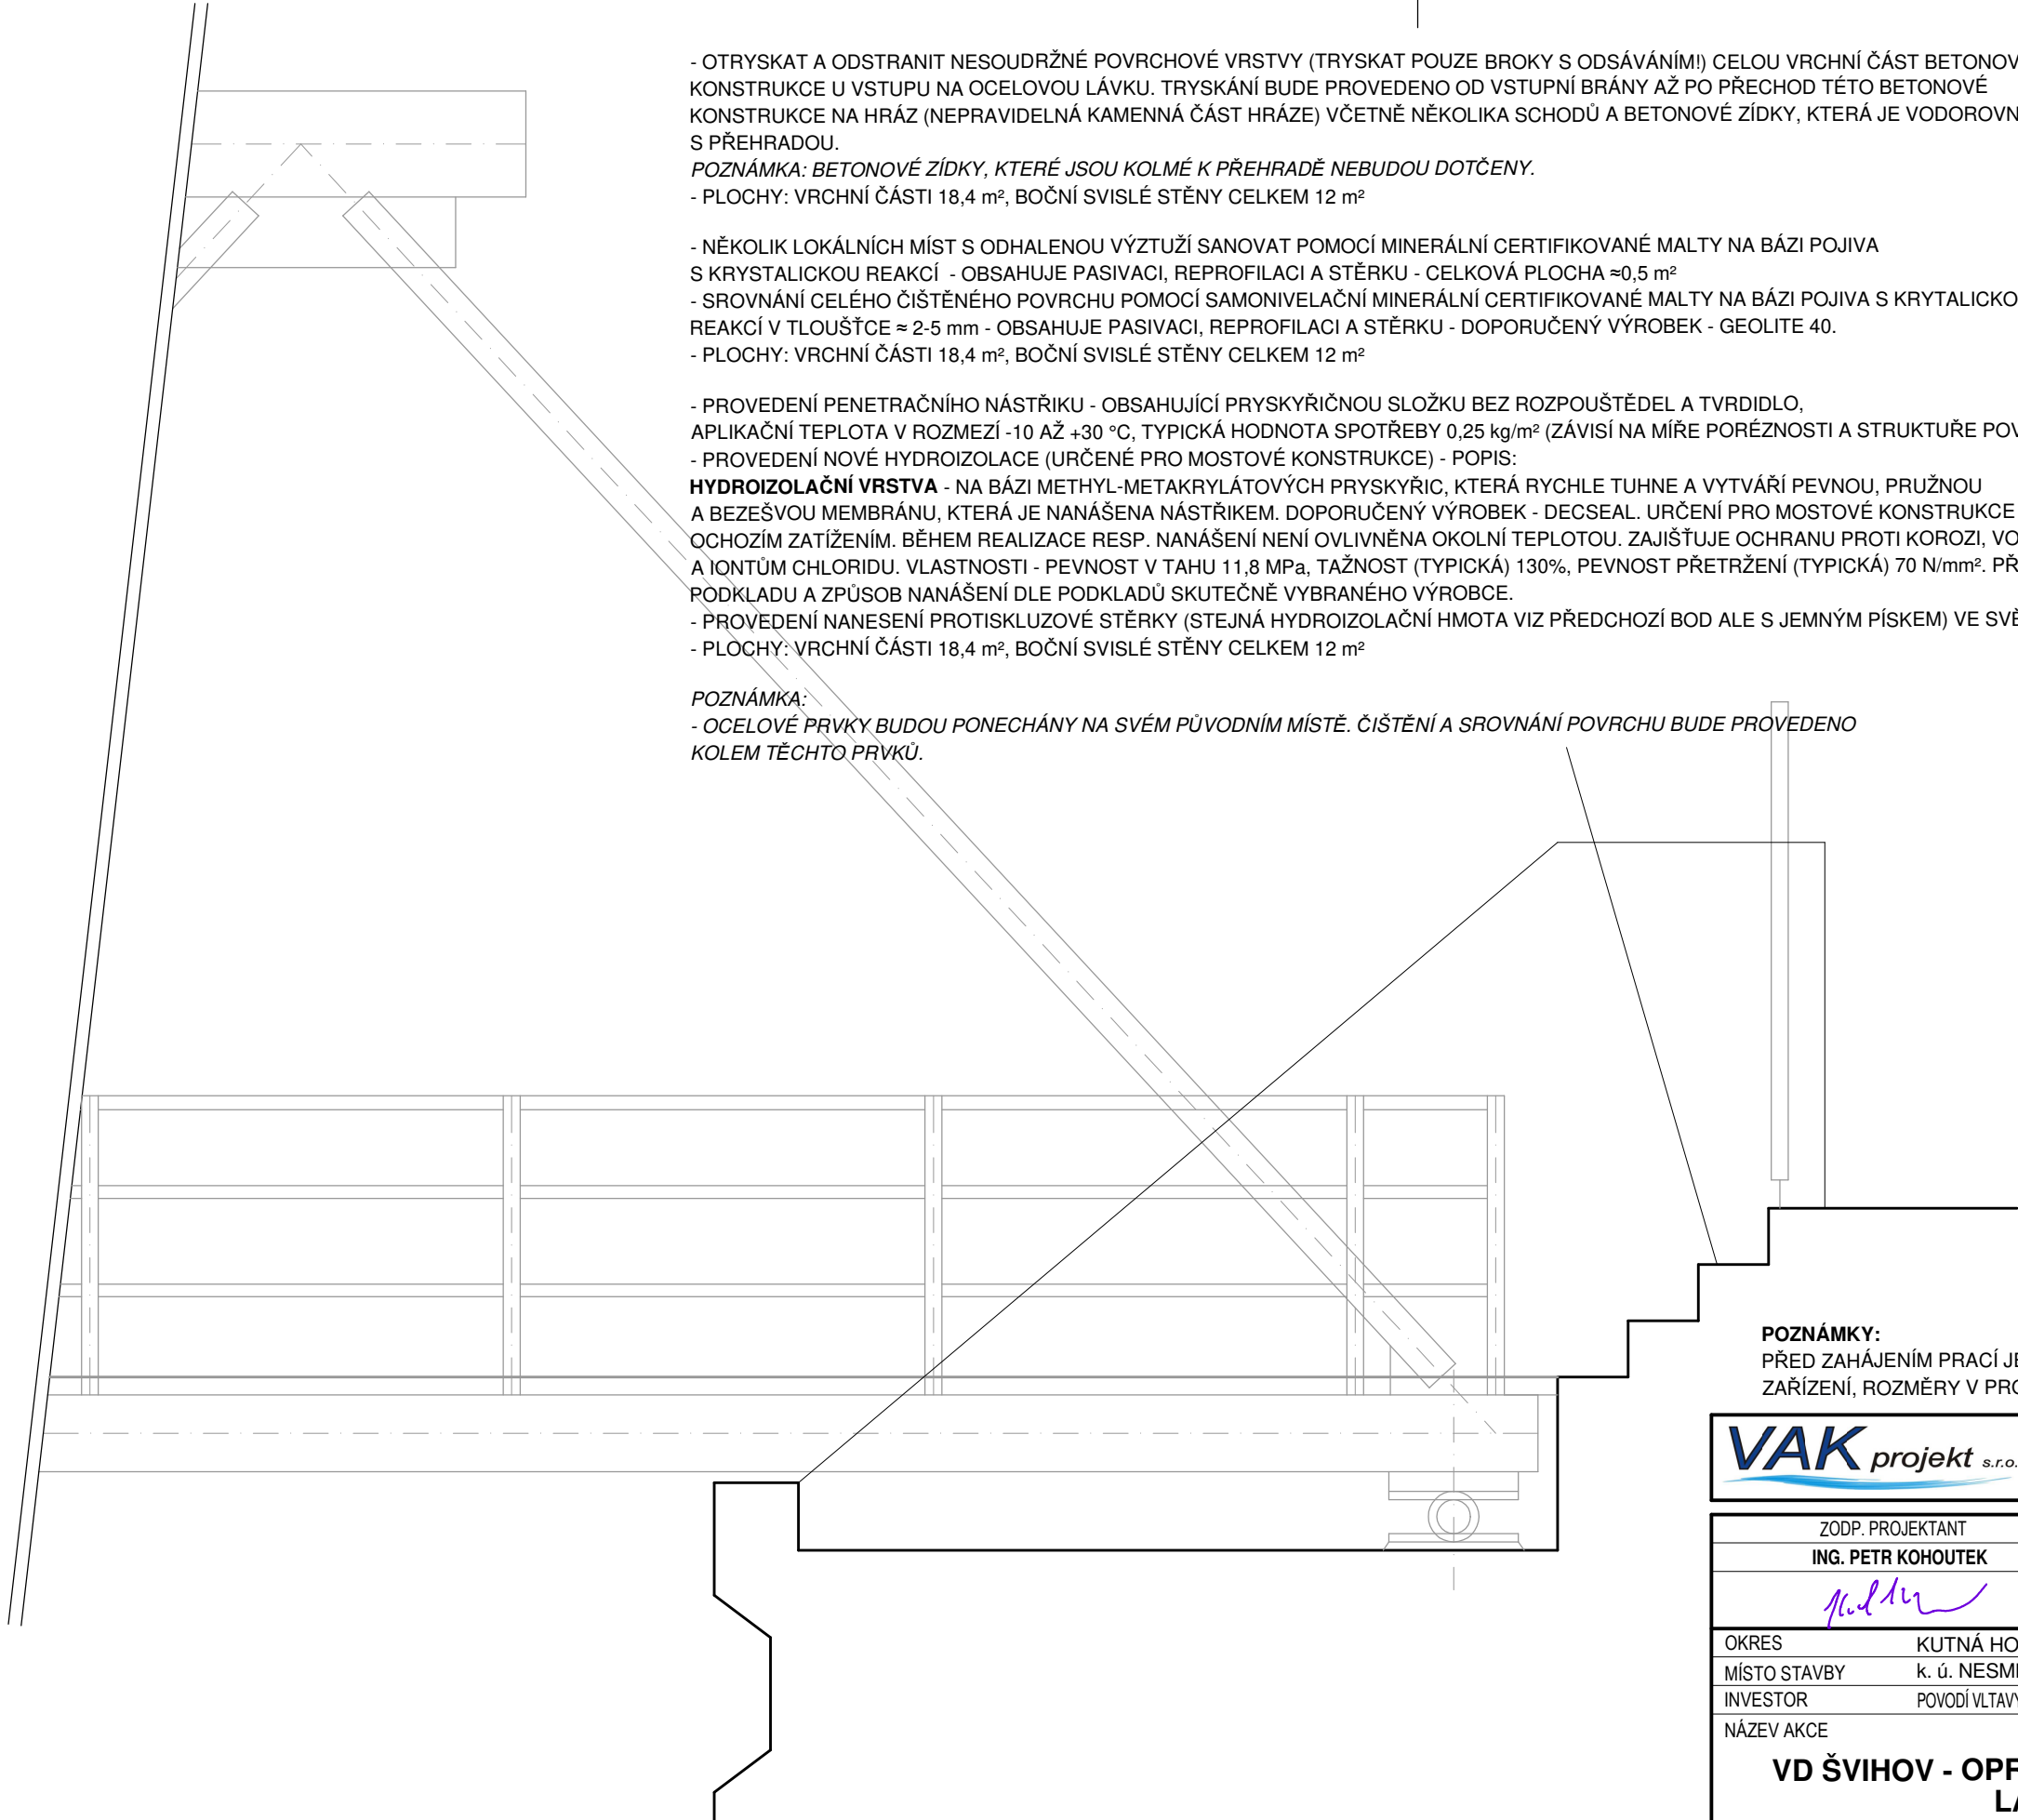 - OTRYSKAT A ODSTRANIT NESOUDRŽNÉ POVRCHOVÉ VRSTVY (TRYSKAT POUZE BROKY S ODSÁVÁNÍM!) CELOU VRCHNÍ ČÁST BETONOV
KONSTRUKCE U VSTUPU NA OCELOVOU LÁVKU. TRYSKÁNÍ BUDE PROVEDENO OD VSTUPNÍ BRÁNY AŽ PO PŘECHOD TÉTO BETONOVÉ
KONSTRUKCE NA HRÁZ (NEPRAVIDELNÁ KAMENNÁ ČÁST HRÁZE) VČETNĚ NĚKOLIKA SCHODŮ A BETONOVÉ ZÍDKY, KTERÁ JE VODOROVN
S PŘEHRADOU.
POZNÁMKA: BETONOVÉ ZÍDKY, KTERÉ JSOU KOLMÉ K PŘEHRADĚ NEBUDOU DOTČENY.
- PLOCHY: VRCHNÍ ČÁSTI 18,4 m², BOČNÍ SVISLÉ STĚNY CELKEM 12 m²
- NĚKOLIK LOKÁLNÍCH MÍST S ODHALENOU VÝZTUŽÍ SANOVAT POMOCÍ MINERÁLNÍ CERTIFIKOVANÉ MALTY NA BÁZI POJIVA
S KRYSTALICKOU REAKCÍ - OBSAHUJE PASIVACI, REPROFILACI A STĚRKU - CELKOVÁ PLOCHA ≈0,5 m²
- SROVNÁNÍ CELÉHO ČIŠTĚNÉHO POVRCHU POMOCÍ SAMONIVELAČNÍ MINERÁLNÍ CERTIFIKOVANÉ MALTY NA BÁZI POJIVA S KRYTALICKO
REAKCÍ V TLOUŠŤCE ≈ 2-5 mm - OBSAHUJE PASIVACI, REPROFILACI A STĚRKU - DOPORUČENÝ VÝROBEK - GEOLITE 40.
- PLOCHY: VRCHNÍ ČÁSTI 18,4 m², BOČNÍ SVISLÉ STĚNY CELKEM 12 m²
- PROVEDENÍ PENETRAČNÍHO NÁSTŘIKU - OBSAHUJÍCÍ PRYSKYŘIČNOU SLOŽKU BEZ ROZPOUŠTĚDEL A TVRDIDLO,
APLIKAČNÍ TEPLOTA V ROZMEZÍ -10 AŽ +30 °C, TYPICKÁ HODNOTA SPOTŘEBY 0,25 kg/m² (ZÁVISÍ NA MÍŘE PORÉZNOSTI A STRUKTUŘE POV
- PROVEDENÍ NOVÉ HYDROIZOLACE (URČENÉ PRO MOSTOVÉ KONSTRUKCE) - POPIS:
HYDROIZOLAČNÍ VRSTVA - NA BÁZI METHYL-METAKRYLÁTOVÝCH PRYSKYŘIC, KTERÁ RYCHLE TUHNE A VYTVÁŘÍ PEVNOU, PRUŽNOU
A BEZEŠVOU MEMBRÁNU, KTERÁ JE NANÁŠENA NÁSTŘIKEM. DOPORUČENÝ VÝROBEK - DECSEAL. URČENÍ PRO MOSTOVÉ KONSTRUKCE
OCHOZÍM ZATÍŽENÍM. BĚHEM REALIZACE RESP. NANÁŠENÍ NENÍ OVLIVNĚNA OKOLNÍ TEPLOTOU. ZAJIŠŤUJE OCHRANU PROTI KOROZI, VO
A IONTŮM CHLORIDU. VLASTNOSTI - PEVNOST V TAHU 11,8 MPa, TAŽNOST (TYPICKÁ) 130%, PEVNOST PŘETRŽENÍ (TYPICKÁ) 70 N/mm². PŘ
PODKLADU A ZPŮSOB NANÁŠENÍ DLE PODKLADŮ SKUTEČNĚ VYBRANÉHO VÝROBCE.
- PROVEDENÍ NANESENÍ PROTISKLUZOVÉ STĚRKY (STEJNÁ HYDROIZOLAČNÍ HMOTA VIZ PŘEDCHOZÍ BOD ALE S JEMNÝM PÍSKEM) VE SVĚ
- PLOCHY: VRCHNÍ ČÁSTI 18,4 m², BOČNÍ SVISLÉ STĚNY CELKEM 12 m²
POZNÁMKA:
- OCELOVÉ PRVKY BUDOU PONECHÁNY NA SVÉM PŮVODNÍM MÍSTĚ. ČIŠTĚNÍ A SROVNÁNÍ POVRCHU BUDE PROVEDENO
KOLEM TĚCHTO PRVKŮ.
POZNÁMKY:
PŘED ZAHÁJENÍM PRACÍ JE
ZAŘÍZENÍ, ROZMĚRY V PRO
VAK projekt s.r.o.
ZODP. PROJEKTANT
ING. PETR KOHOUTEK
OKRES KUTNÁ HO
MÍSTO STAVBY k. ú. NESMĚ
INVESTOR POVODÍ VLTAVY
NÁZEV AKCE
VD ŠVIHOV - OPR
LÁ